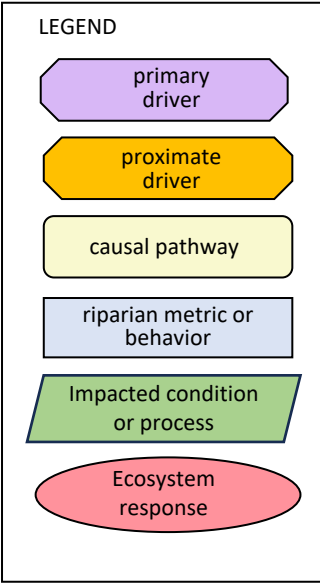 LEGEND
primary
driver
proximate
driver
causal pathway
riparian metric or
behavior
Impacted condition
or process
Ecosystem
response